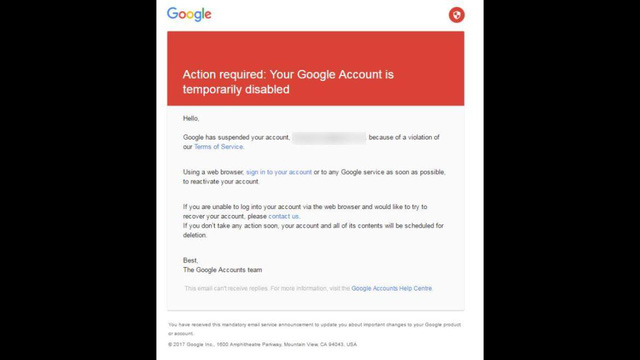 Google
Action required: Your Google Account is
temporarily disabled
Hello,
Google has suspended your account, because of a violation of
our Terms of Service.
Using a web browser, sign in to your account or to any Google service as soon as possible,
to reactivate your account.
If you are unable to log into your account via the web browser and would like to try to
recover your account, please contact us.
If you don't take any action soon, your account and all of its contents will be scheduled for
deletion.
Best,
The Google Accounts team
This email can't receive replies. For more information, visit the Google Accounts Help Centre.
You have received this mandatory email service announcement to update you about important changes to your Google product
or account.
© 2017 Google Inc., 1600 Amphitheatre Parkway, Mountain View, CA 94043, USA